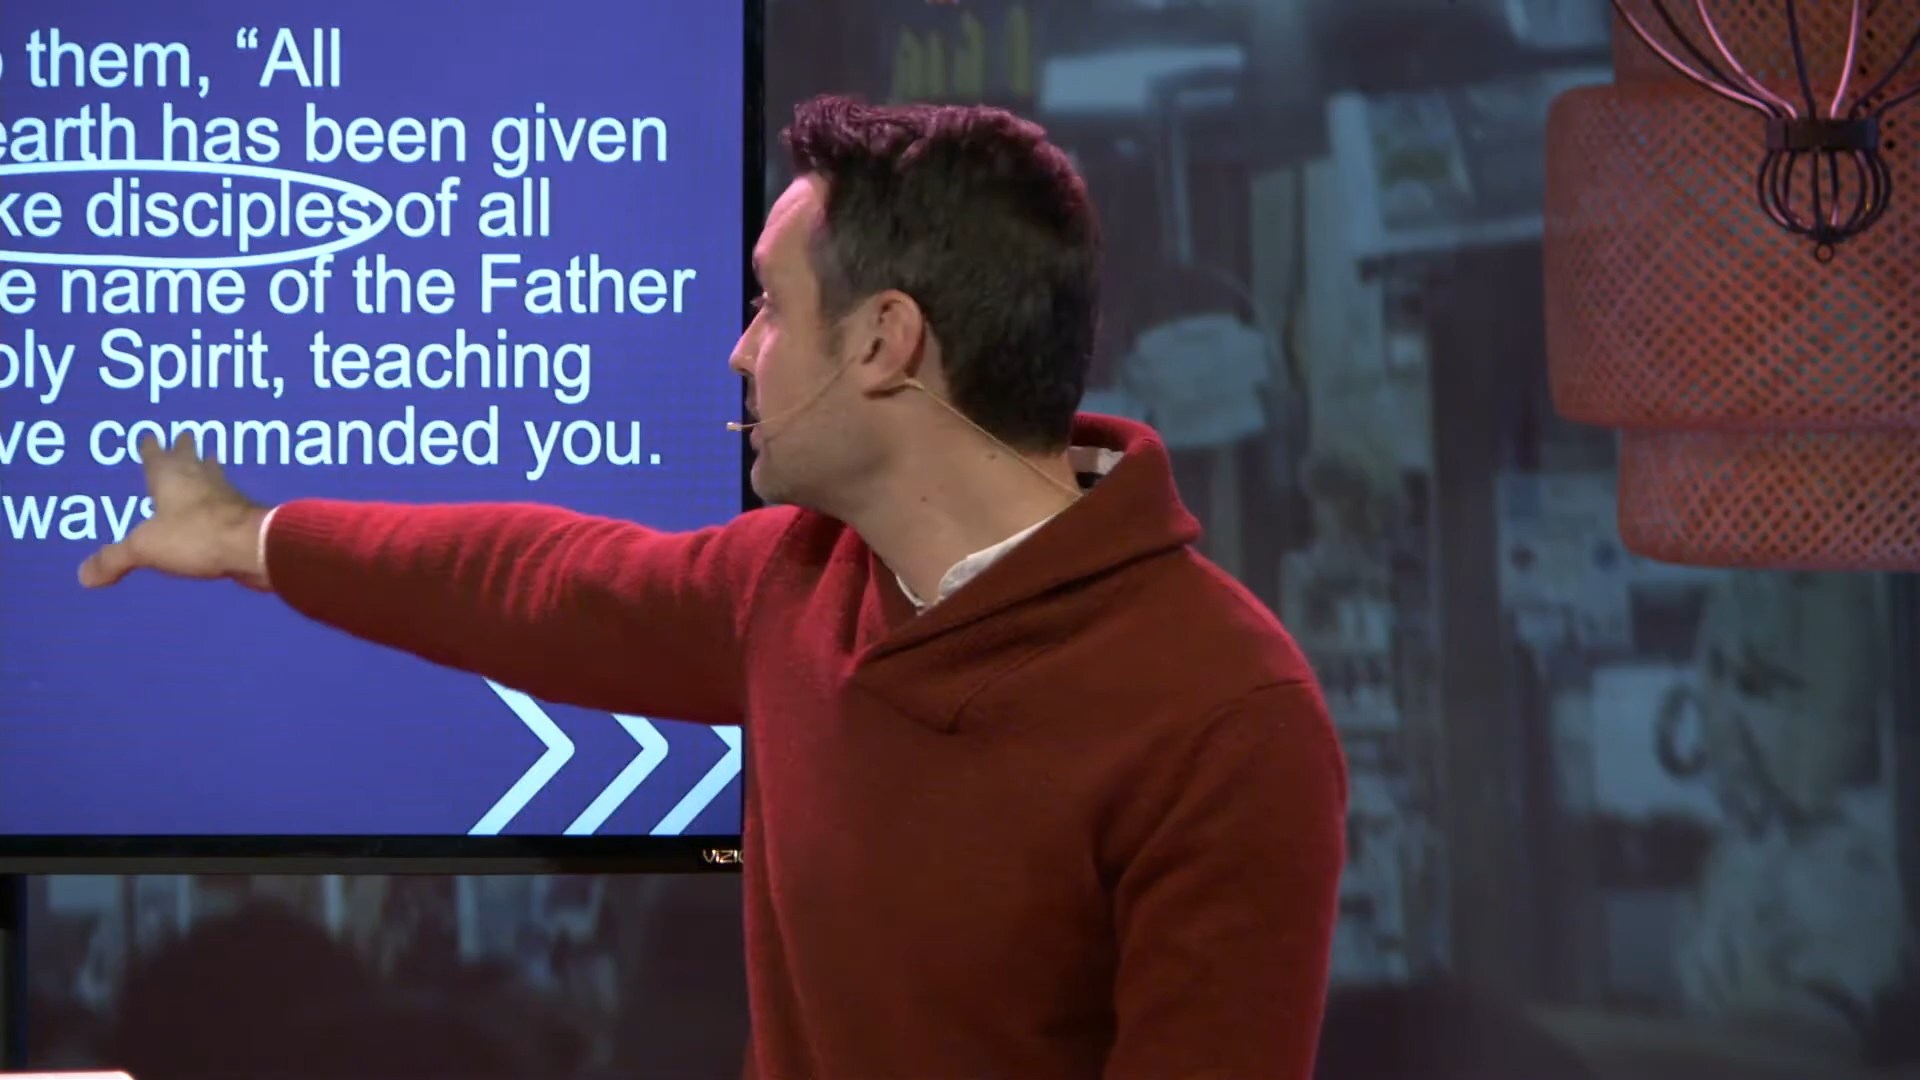 them, “All
earth has been given
ke disciples of all
e name of the Father
oly Spirit, teaching
ve commanded you.
lways
VIZIO